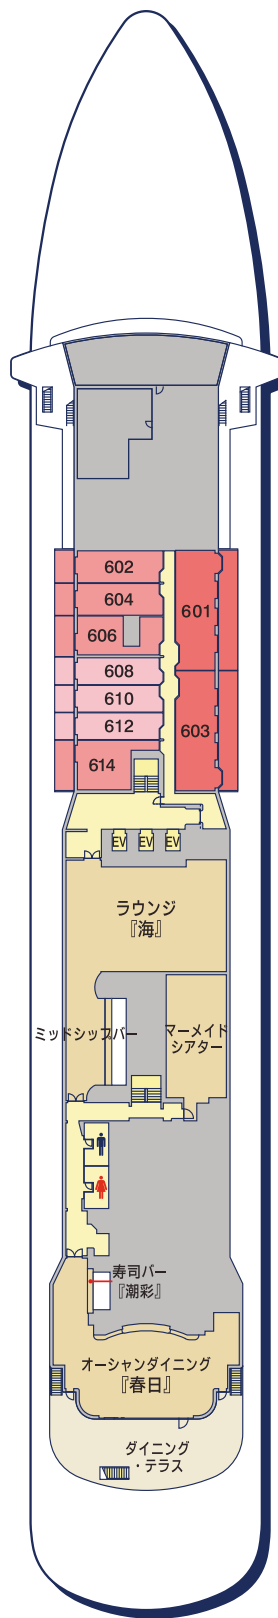 602
604
601
606
608
610
612
603
614
EV EV EV
ラウンジ
『海』
ミッドシップバー
マーメイド
シアター
寿司バー
『潮彩』
オーシャンダイニング
『春日』
ダイニング
・テラス